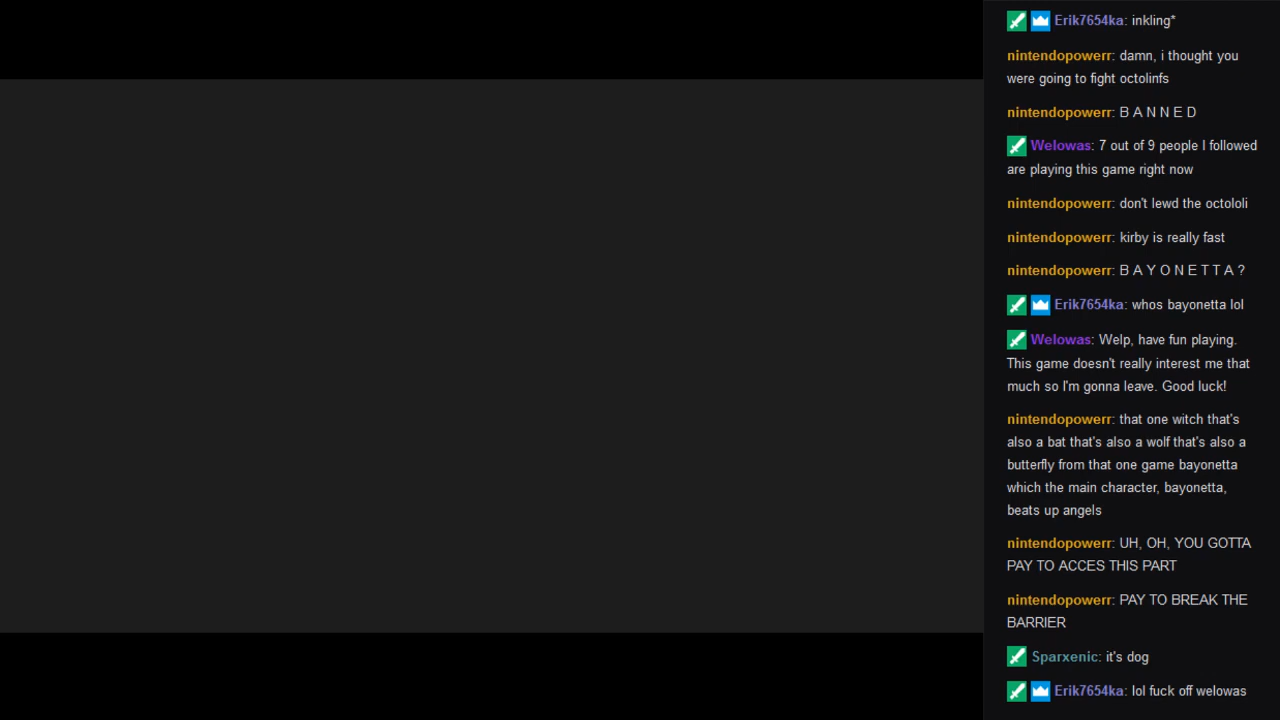 Erik7654ka: inkling*
nintendopowerr: damn, i thought you
were going to fight octolinfs
nintendopowerr: B A N N E D
Welowas: 7 out of 9 people I followed
are playing this game right now
nintendopowerr: don't lewd the octololi
nintendopowerr: kirby is really fast
nintendopowerr: B A Y O N E T T A ?
Erik7654ka: whos bayonetta lol
Welowas: Welp, have fun playing.
This game doesn't really interest me that
much so I'm gonna leave. Good luck!
nintendopowerr: that one witch that's
also a bat that's also a wolf that's also a
butterfly from that one game bayonetta
which the main character, bayonetta,
beats up angels
nintendopowerr: UH, OH, YOU GOTTA
PAY TO ACCES THIS PART
nintendopowerr: PAY TO BREAK THE
BARRIER
Sparxenic: it's dog
Erik7654ka: lol fuck off welowas